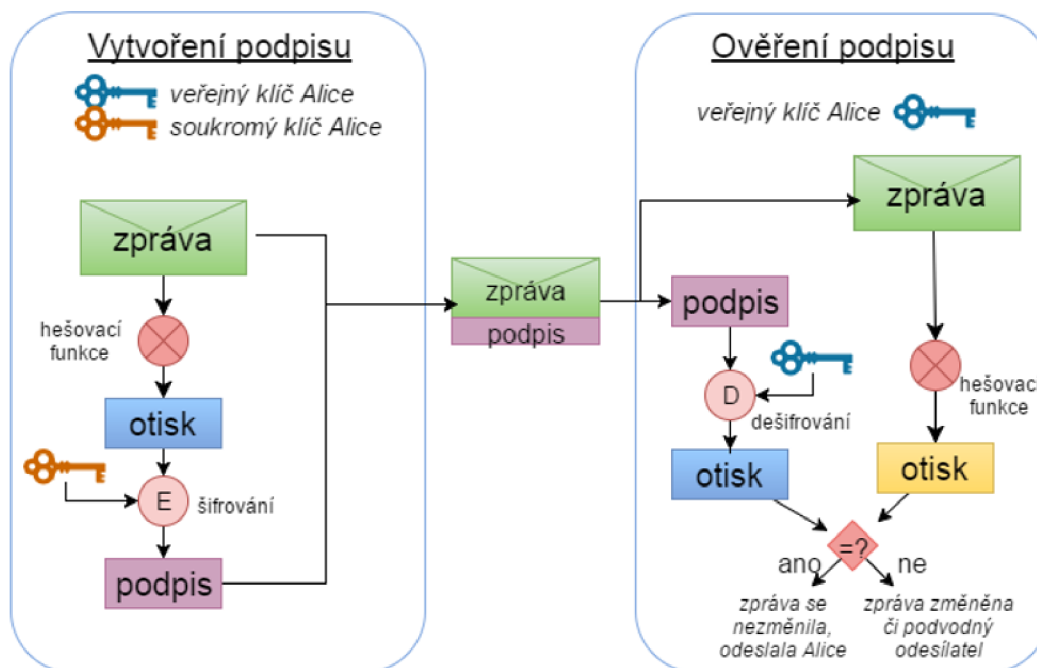 Vytvoření podpisu
veřejný klíč Alice
soukromý klíč Alice
zpráva
hešovací
funkce
otisk
E
šifrování
podpis
zpráva
podpis
Ověření podpisu
veřejný klíč Alice
zpráva
podpis
D
dešifrování
hešovací
funkce
otisk
otisk
=?
ano
ne
zpráva se
nezměnila,
odeslala Alice
zpráva změněna
či podvodný
odesílatel